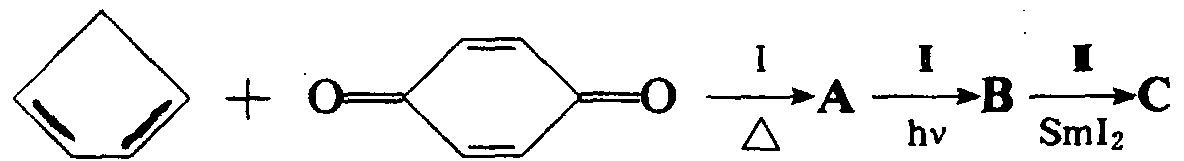 + O O I △ A II hν B III SmI₂ C